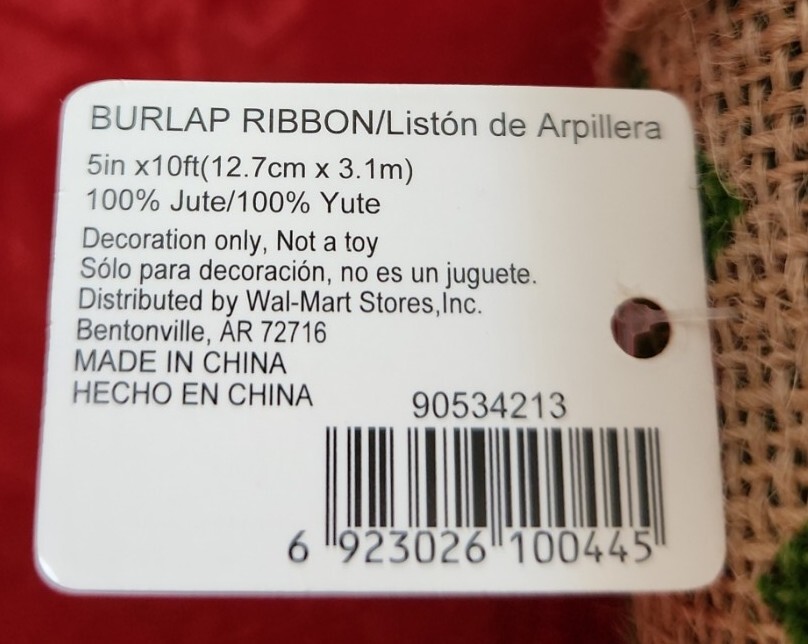 BURLAP RIBBON/Listón de Arpillera
5in x10ft(12.7cm x 3.1m)
100% Jute/100% Yute
Decoration only, Not a toy
Sólo para decoración, no es un juguete.
Distributed by Wal-Mart Stores,Inc.
Bentonville, AR 72716
MADE IN CHINA
HECHO EN CHINA
90534213
6 923026 100445